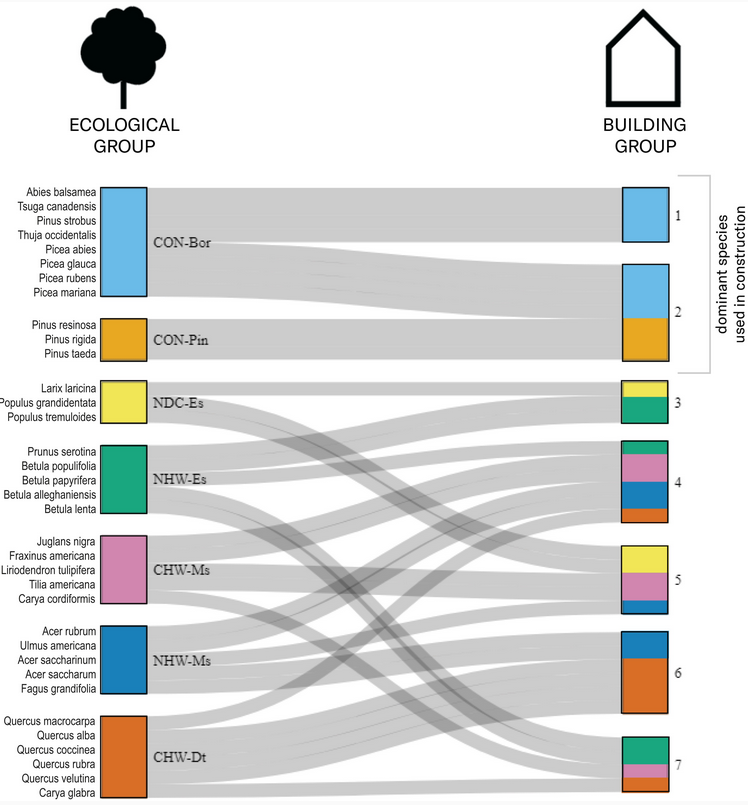 ECOLOGICAL
GROUP
BUILDING
GROUP
Abies balsamea
Tsuga canadensis
Pinus strobus
Thuja occidentalis
Picea abies
Picea glauca
Picea rubens
Picea mariana
CON-Bor
Pinus resinosa
Pinus rigida
Pinus taeda
CON-Pin
Larix laricina
Populus grandidentata
Populus tremuloides
NDC-Es
Prunus serotina
Betula populifolia
Betula papyrifera
Betula alleghaniensis
Betula lenta
NHW-Es
Juglans nigra
Fraxinus americana
Liriodendron tulipifera
Tilia americana
Carya cordiformis
CHW-Ms
Acer rubrum
Ulmus americana
Acer saccharinum
Acer saccharum
Fagus grandifolia
NHW-Ms
Quercus macrocarpa
Quercus alba
Quercus coccinea
Quercus rubra
Quercus velutina
Carya glabra
CHW-Dt
1
2
3
4
5
6
7
dominant species
used in construction